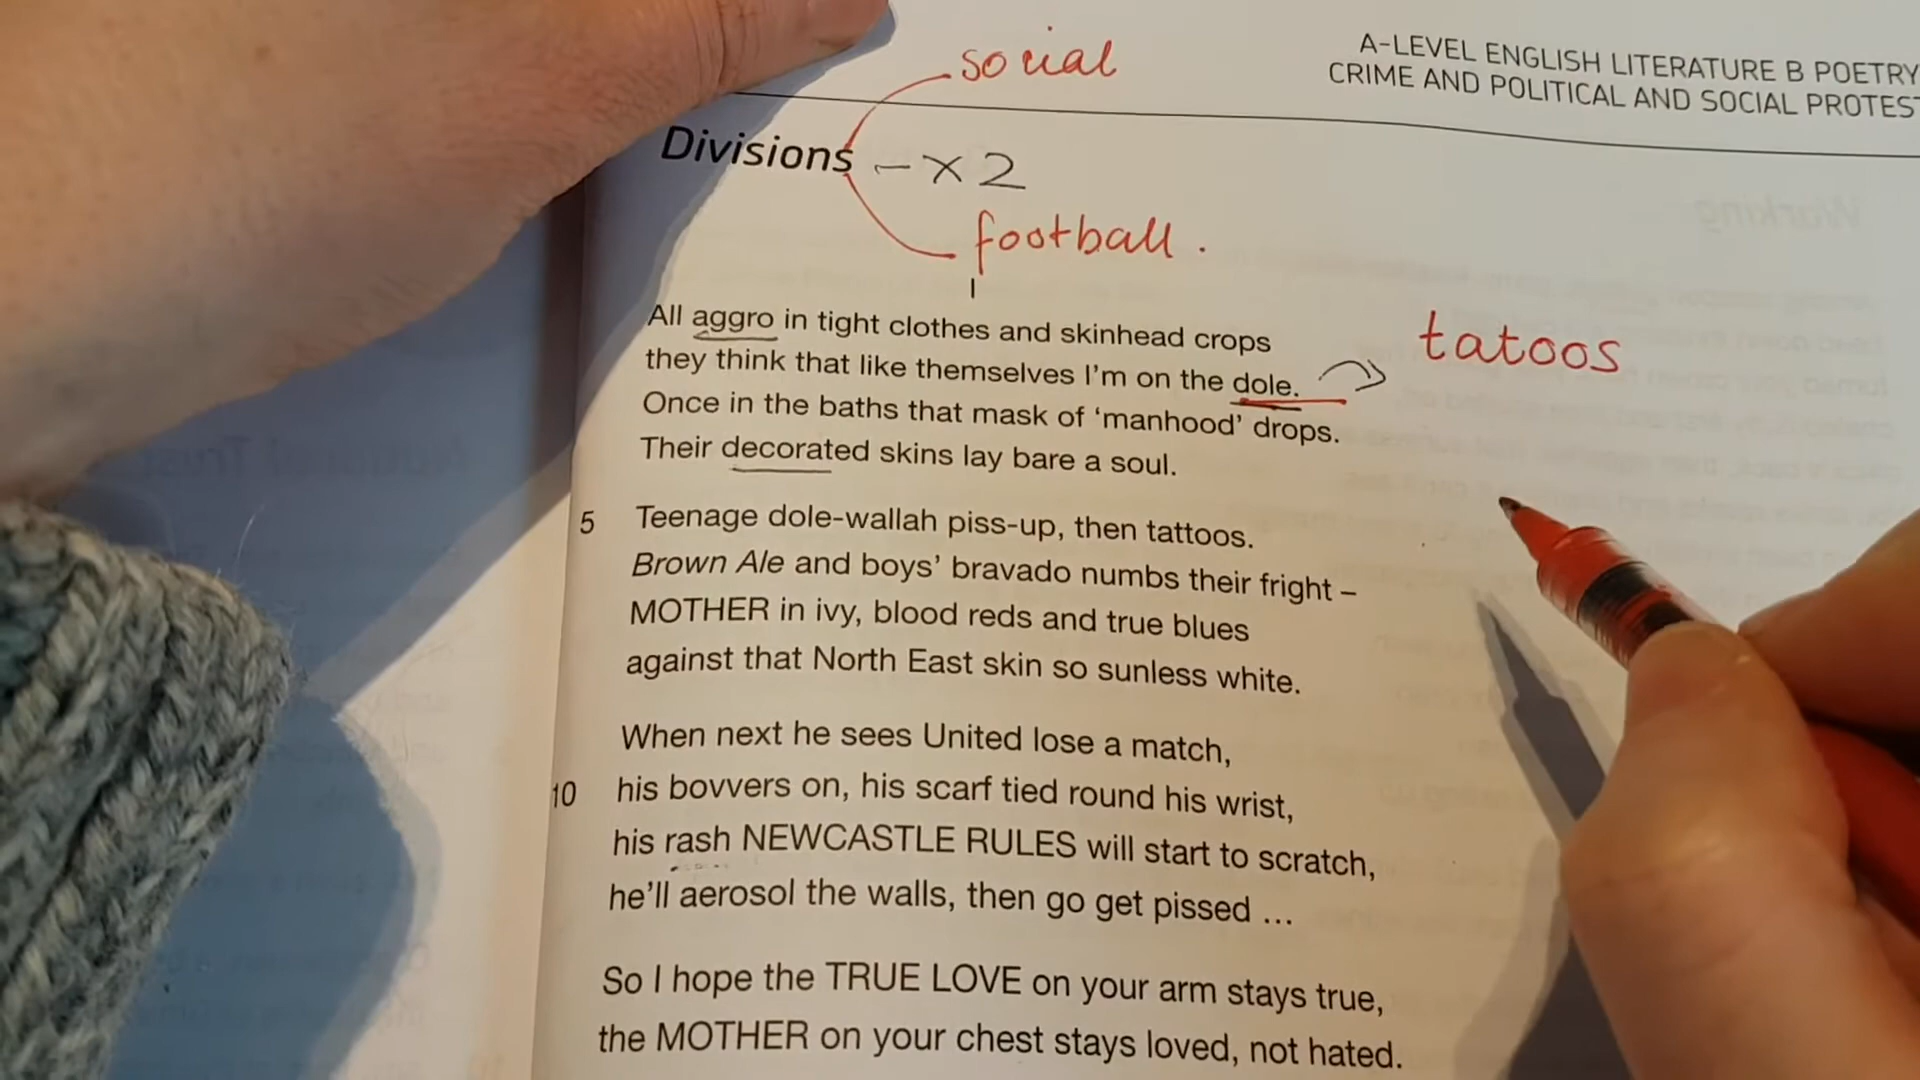 social
A-LEVEL ENGLISH LITERATURE B POETRY
CRIME AND POLITICAL AND SOCIAL PROTEST
Divisions - x2
football.
I
All aggro in tight clothes and skinhead crops
they think that like themselves I'm on the dole.
tatoos
Once in the baths that mask of 'manhood' drops.
Their decorated skins lay bare a soul.
5 Teenage dole-wallah piss-up, then tattoos.
Brown Ale and boys' bravado numbs their fright –
MOTHER in ivy, blood reds and true blues
against that North East skin so sunless white.
When next he sees United lose a match,
10 his bovvers on, his scarf tied round his wrist,
his rash NEWCASTLE RULES will start to scratch,
he'll aerosol the walls, then go get pissed ...
So I hope the TRUE LOVE on your arm stays true,
the MOTHER on your chest stays loved, not hated.